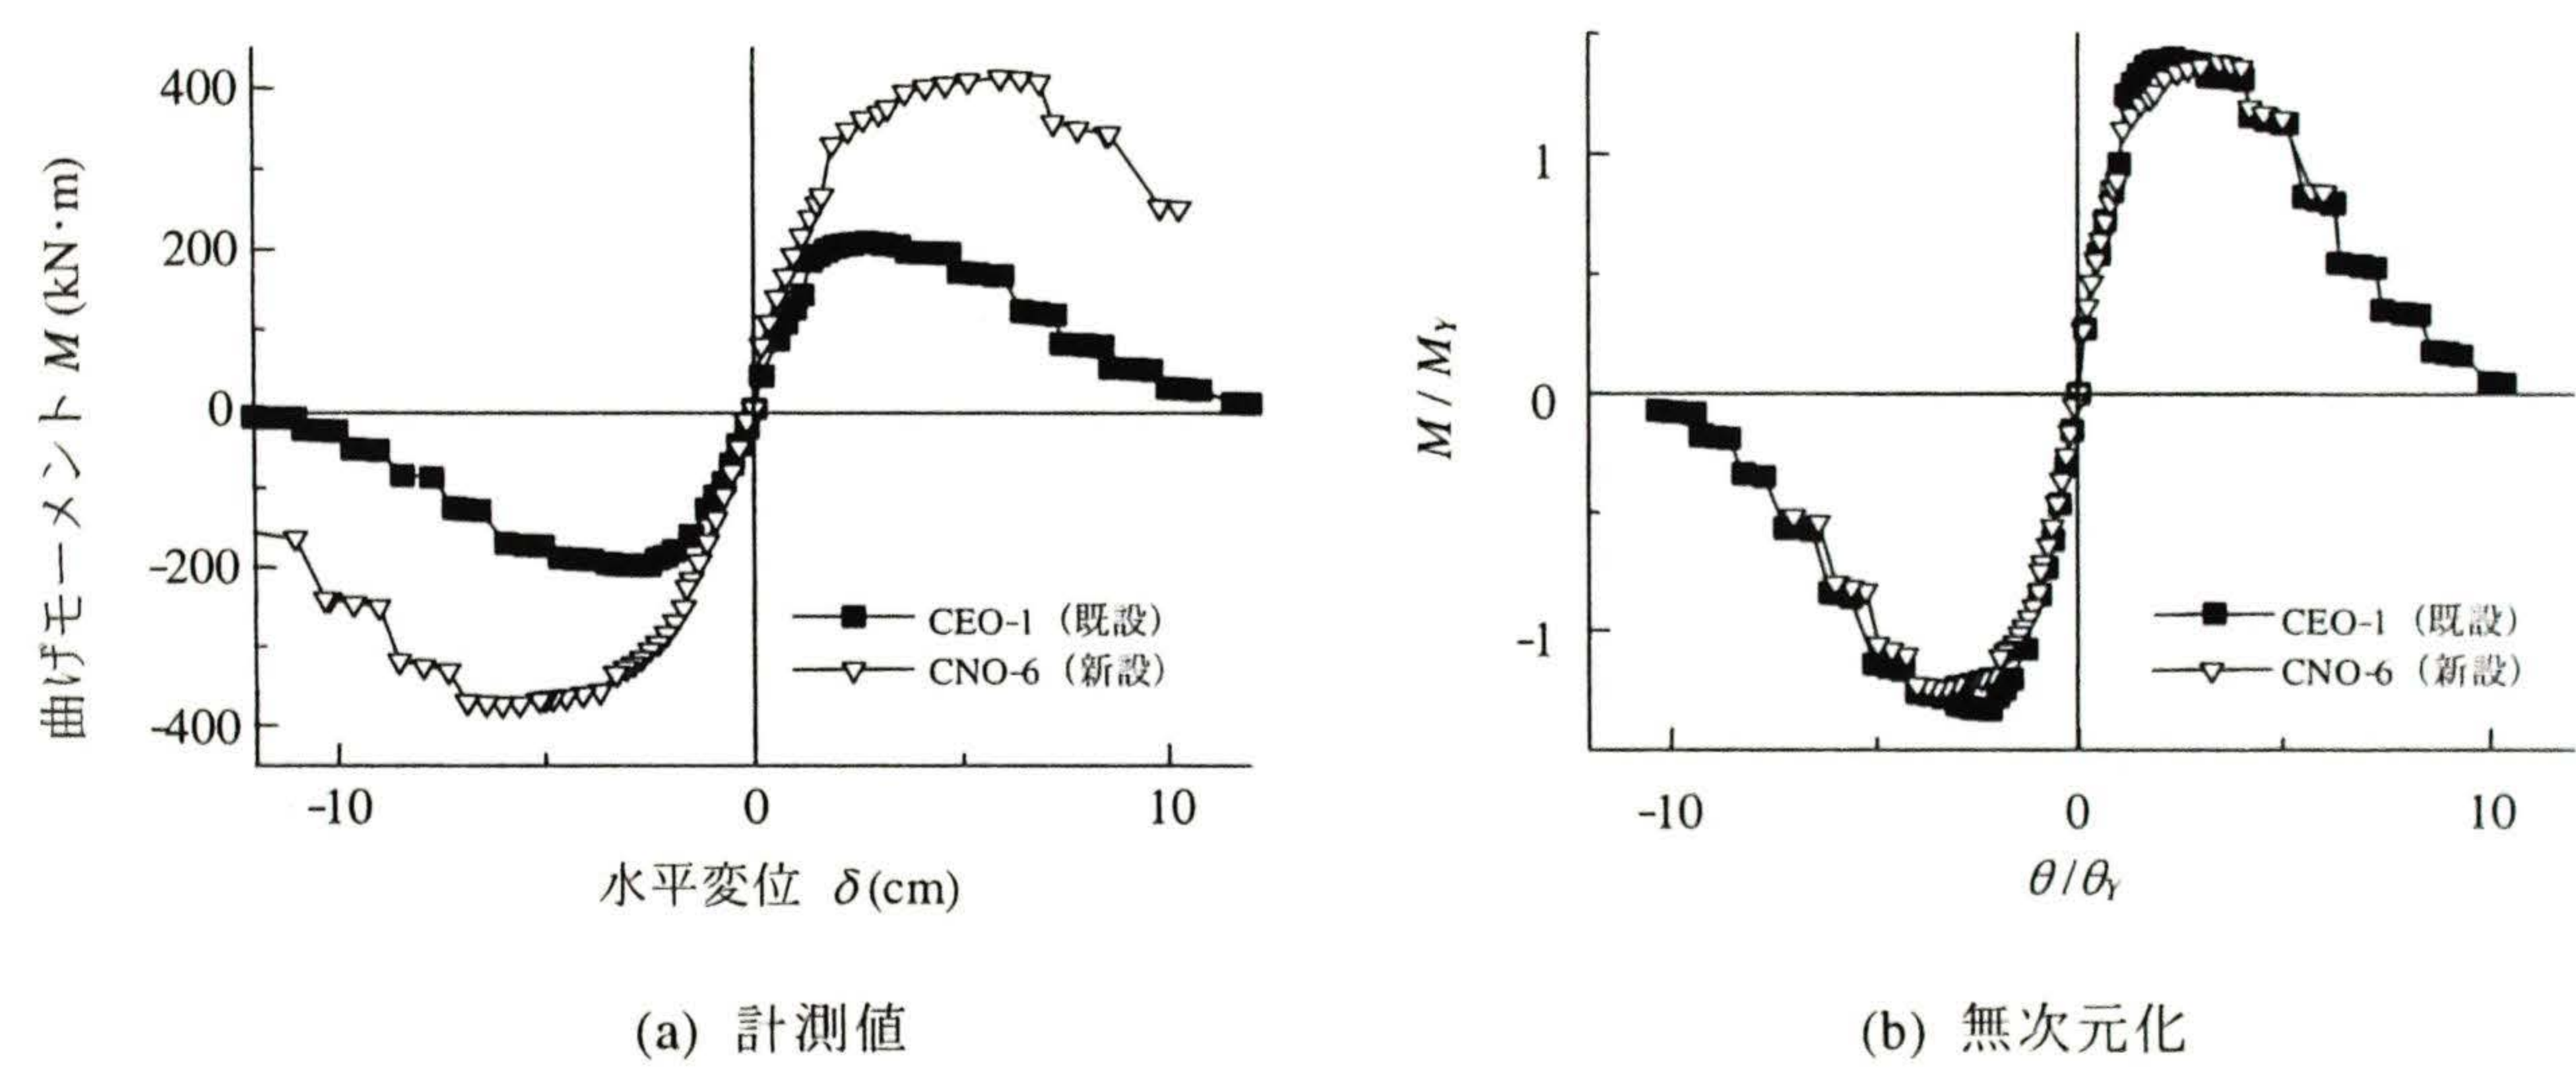 曲げモーメント M (kN·m)
400
200
0
-200
-400
-10
0
10
水平変位 δ (cm)
CEO-1（既設）
CNO-6（新設）
(a) 計測値
M / MY
1
0
-1
-10
0
10
θ / θY
CEO-1（既設）
CNO-6（新設）
(b) 無次元化